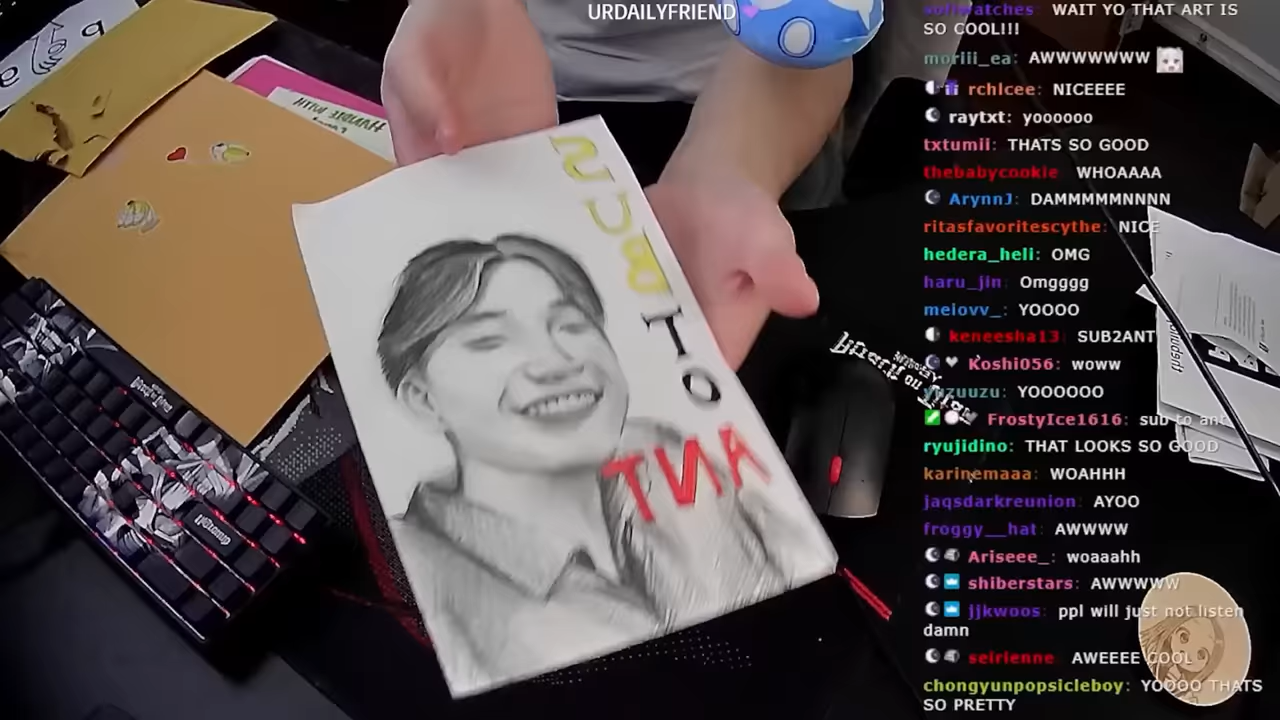 URDAILYFRIEND
SUB
TO
ANT
softwatches: WAIT YO THAT ART IS
SO COOL!!!
moriii_ea: AWWWWWWW
rchlcee: NICEEEE
raytxt: yoooooo
txtumii: THATS SO GOOD
thebabycookie WHOAAAA
ArynnJ: DAMMMMMNNNN
ritasfavoritescythe: NICE
hedera_heli: OMG
haru_jin: Omgggg
meiovv_: YOOOO
keneesha13: SUB2ANT
Koshi056: woww
yuzuuzu: YOOOOOO
FrostyIce1616: sub to ant
ryujidino: THAT LOOKS SO GOOD
karinemaaa: WOAHHH
jaqsdarkreunion: AYOO
froggy__hat: AWWWW
Ariseee_: woaaahh
shiberstars: AWWWWW
jjkwoos: ppl will just not listen
damn
seirienne: AWEEEE COOL
chongyunpopsicleboy: YOOOO THATS
SO PRETTY